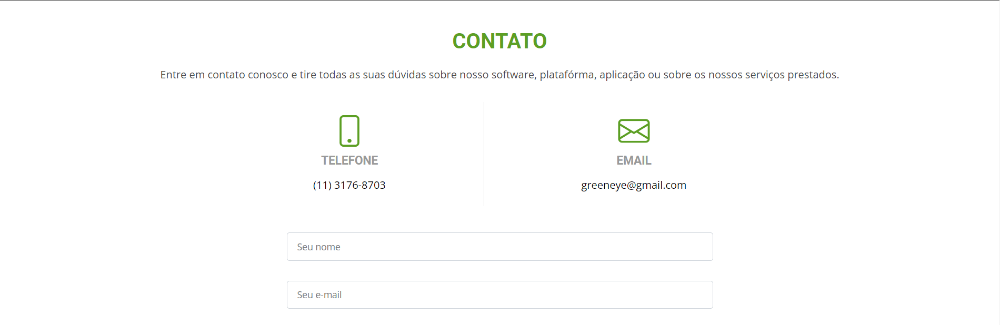 CONTATO
Entre em contato conosco e tire todas as suas dúvidas sobre nosso software, platafórma, aplicação ou sobre os nossos serviços prestados.
TELEFONE
(11) 3176-8703
EMAIL
greeneye@gmail.com
Seu nome
Seu e-mail